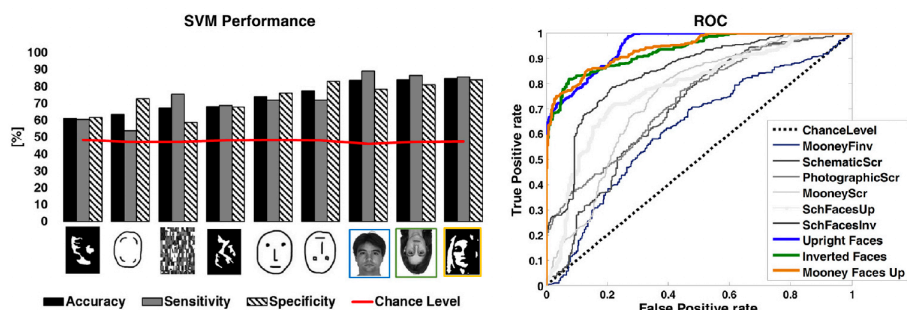 SVM Performance
100
90
80
70
60
50
40
30
20
10
0
[%]
Accuracy Sensitivity Specificity Chance Level
ROC
1
0.9
0.8
0.7
0.6
0.5
0.4
0.3
0.2
0.1
0
True Positive rate
ChanceLevel
MooneyFinv
SchematicScr
PhotographicScr
MooneyScr
SchFacesUp
SchFacesInv
Upright Faces
Inverted Faces
Mooney Faces Up
0 0.2 0.4 0.6 0.8 1
False Positive rate